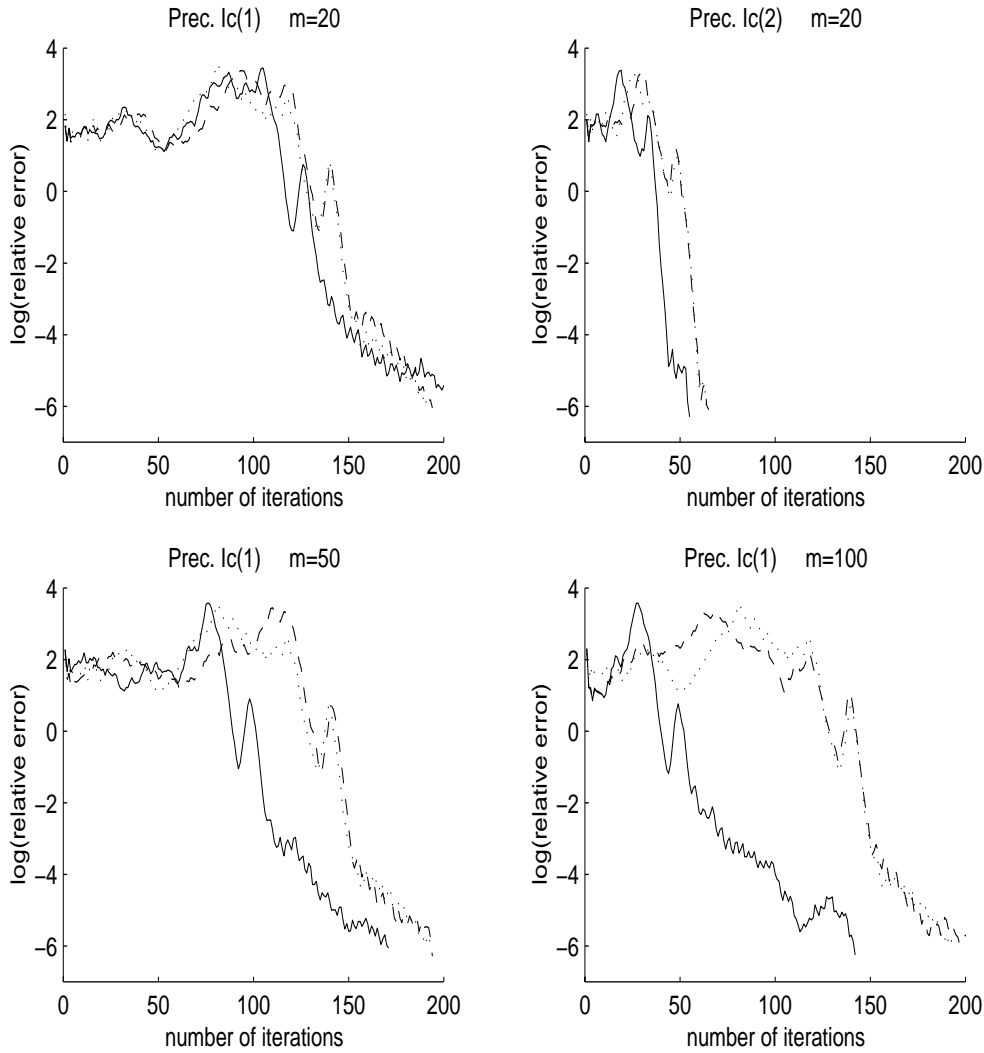 Prec. Ic(1) m=20
4
2
0
−2
−4
−6
log(relative error)
0 50 100 150 200
number of iterations
Prec. Ic(2) m=20
4
2
0
−2
−4
−6
log(relative error)
0 50 100 150 200
number of iterations
Prec. Ic(1) m=50
4
2
0
−2
−4
−6
log(relative error)
0 50 100 150 200
number of iterations
Prec. Ic(1) m=100
4
2
0
−2
−4
−6
log(relative error)
0 50 100 150 200
number of iterations